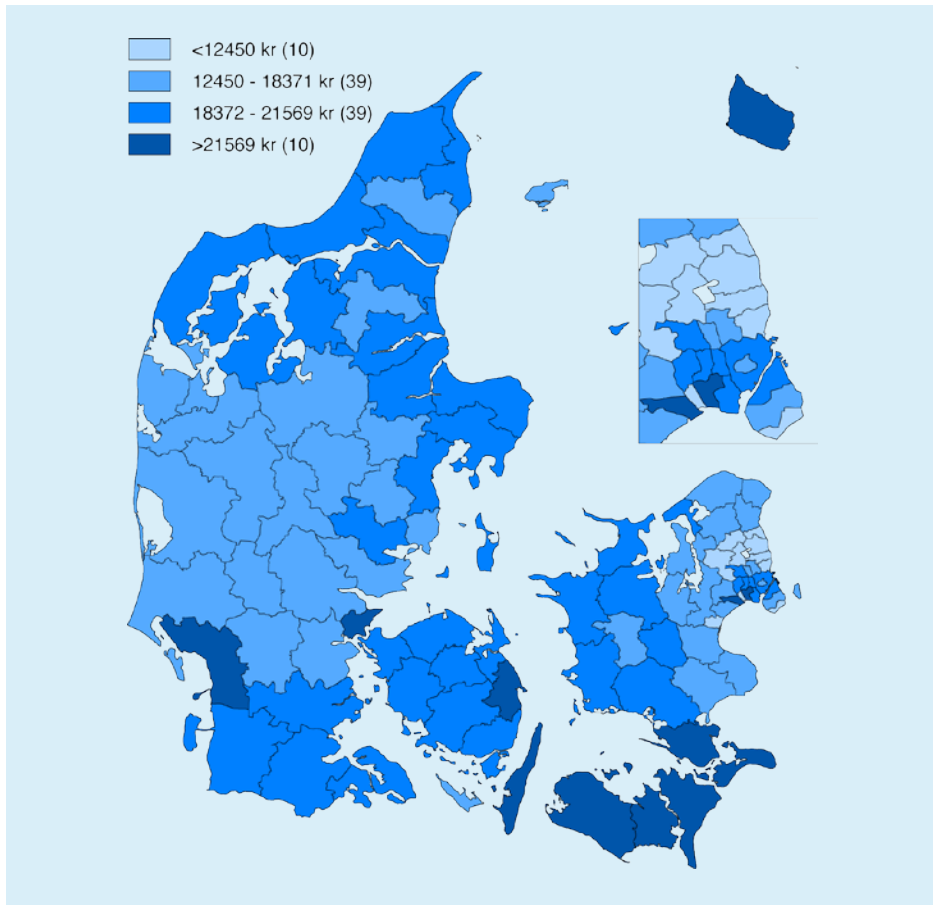 <12450 kr (10)
12450 - 18371 kr (39)
18372 - 21569 kr (39)
>21569 kr (10)